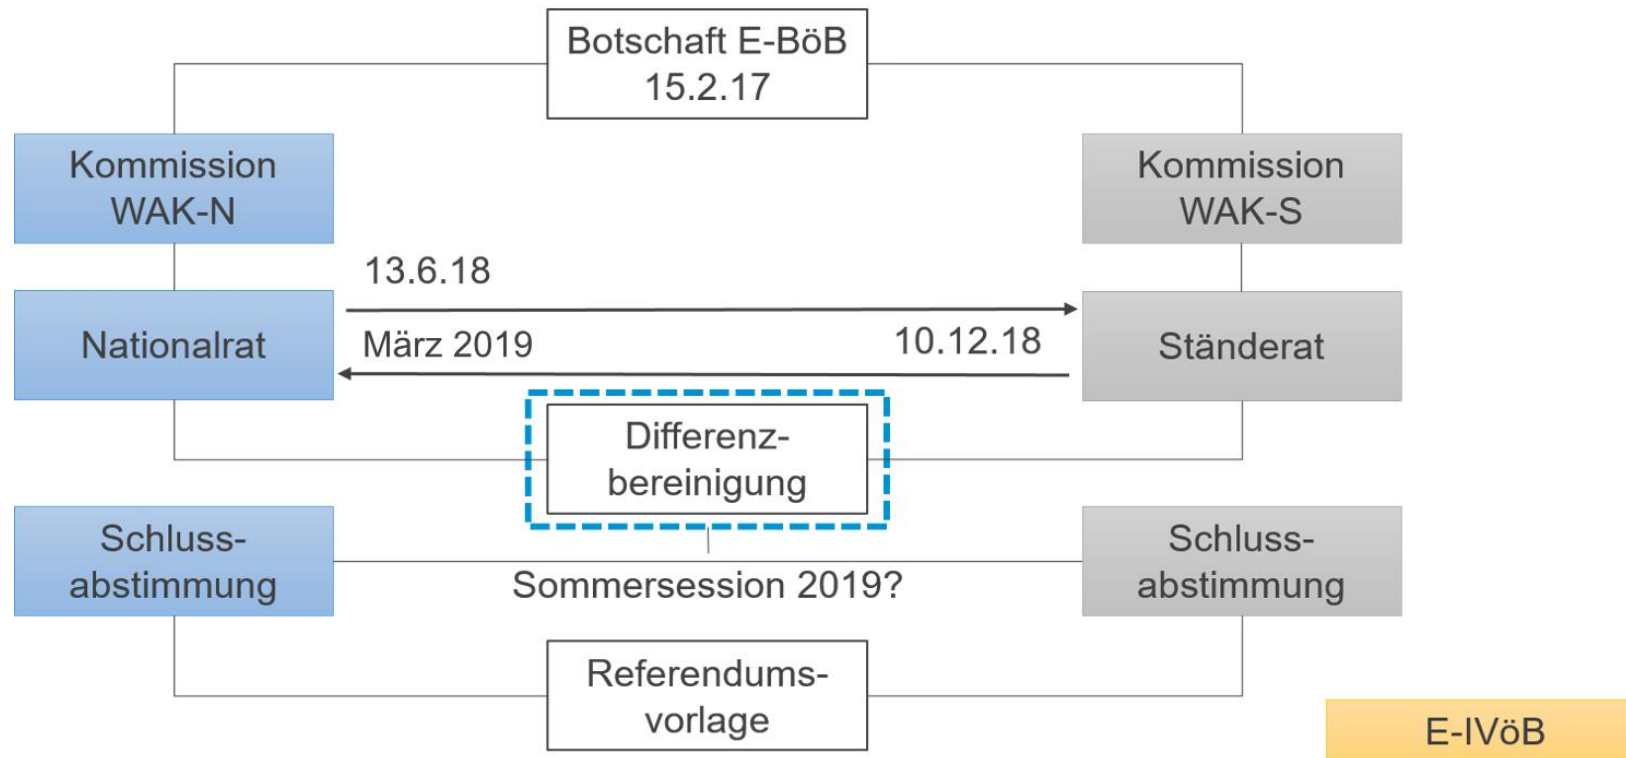 Botschaft E-BöB
15.2.17
Kommission
WAK-N
Kommission
WAK-S
13.6.18
Nationalrat
März 2019
10.12.18
Ständerat
Differenz-
bereinigung
Schluss-
abstimmung
Sommersession 2019?
Schluss-
abstimmung
Referendums-
vorlage
E-IVöB